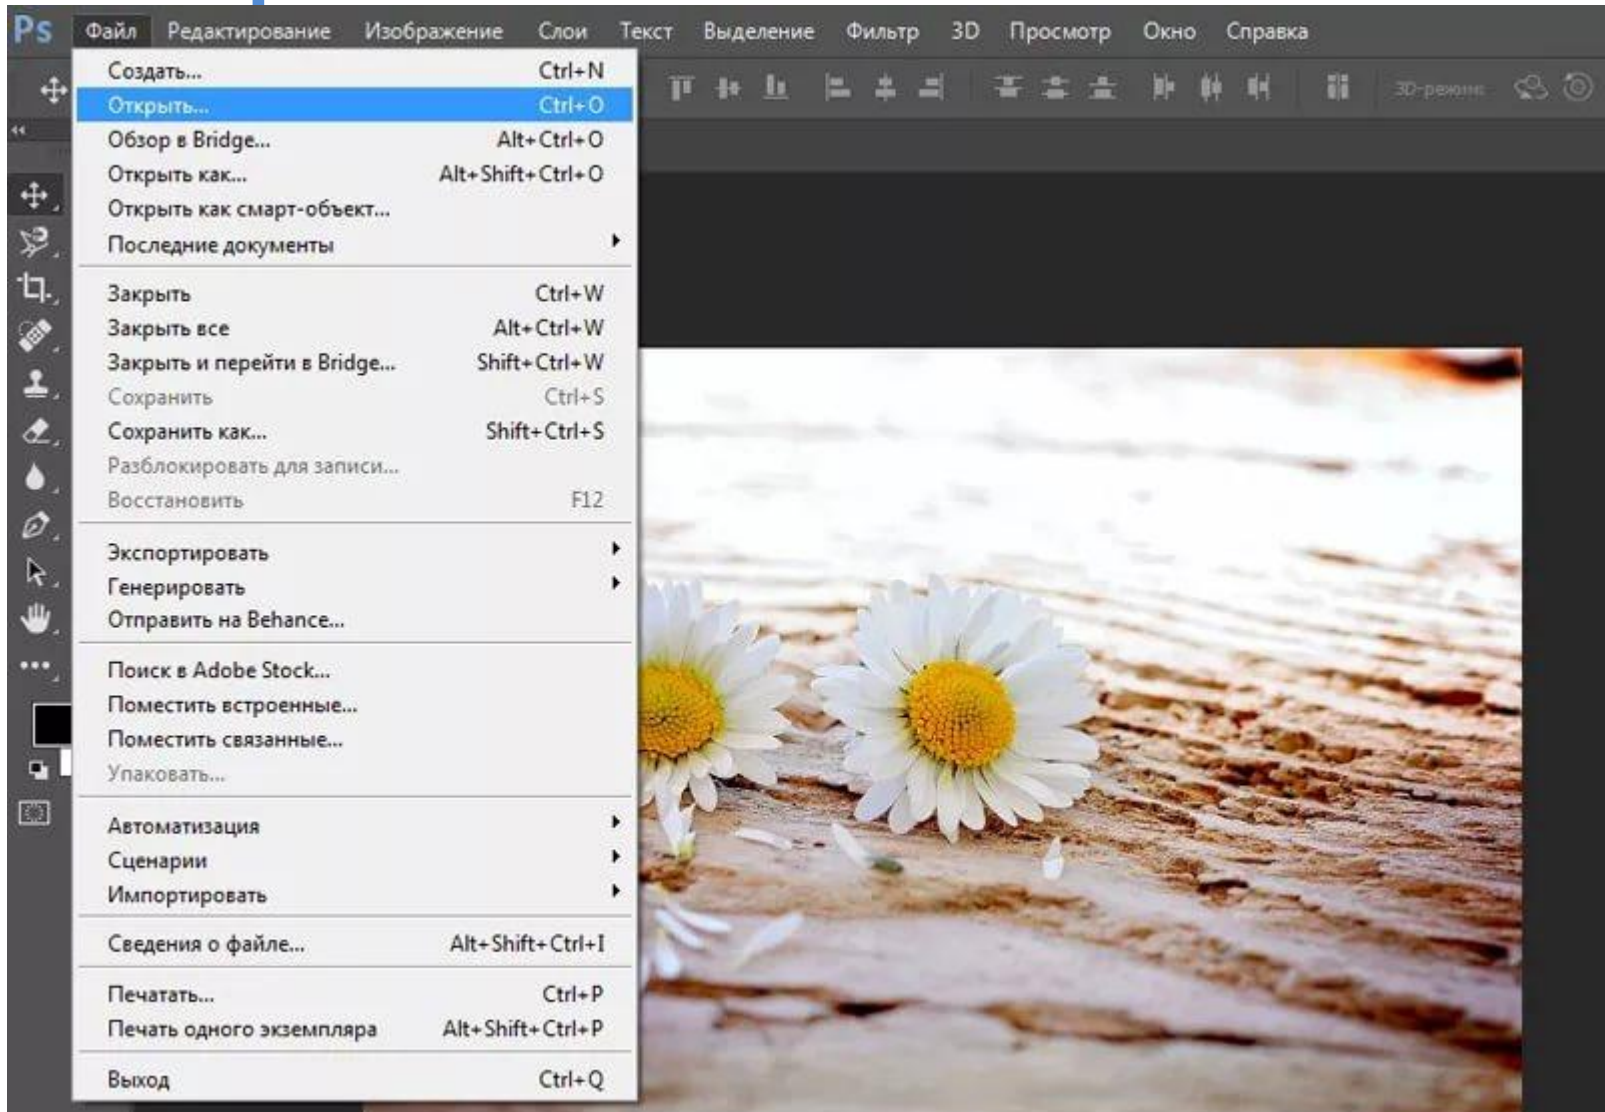 Ps Файл Редактирование Изображение Слои Текст Выделение Фильтр 3D Просмотр Окно Справка
3D-режим:
Создать... Ctrl+N
Открыть... Ctrl+O
Обзор в Bridge... Alt+Ctrl+O
Открыть как... Alt+Shift+Ctrl+O
Открыть как смарт-объект...
Последние документы
Закрыть Ctrl+W
Закрыть все Alt+Ctrl+W
Закрыть и перейти в Bridge... Shift+Ctrl+W
Сохранить Ctrl+S
Сохранить как... Shift+Ctrl+S
Разблокировать для записи...
Восстановить F12
Экспортировать
Генерировать
Отправить на Behance...
Поиск в Adobe Stock...
Поместить встроенные...
Поместить связанные...
Упаковать...
Автоматизация
Сценарии
Импортировать
Сведения о файле... Alt+Shift+Ctrl+I
Печатать... Ctrl+P
Печать одного экземпляра Alt+Shift+Ctrl+P
Выход Ctrl+Q